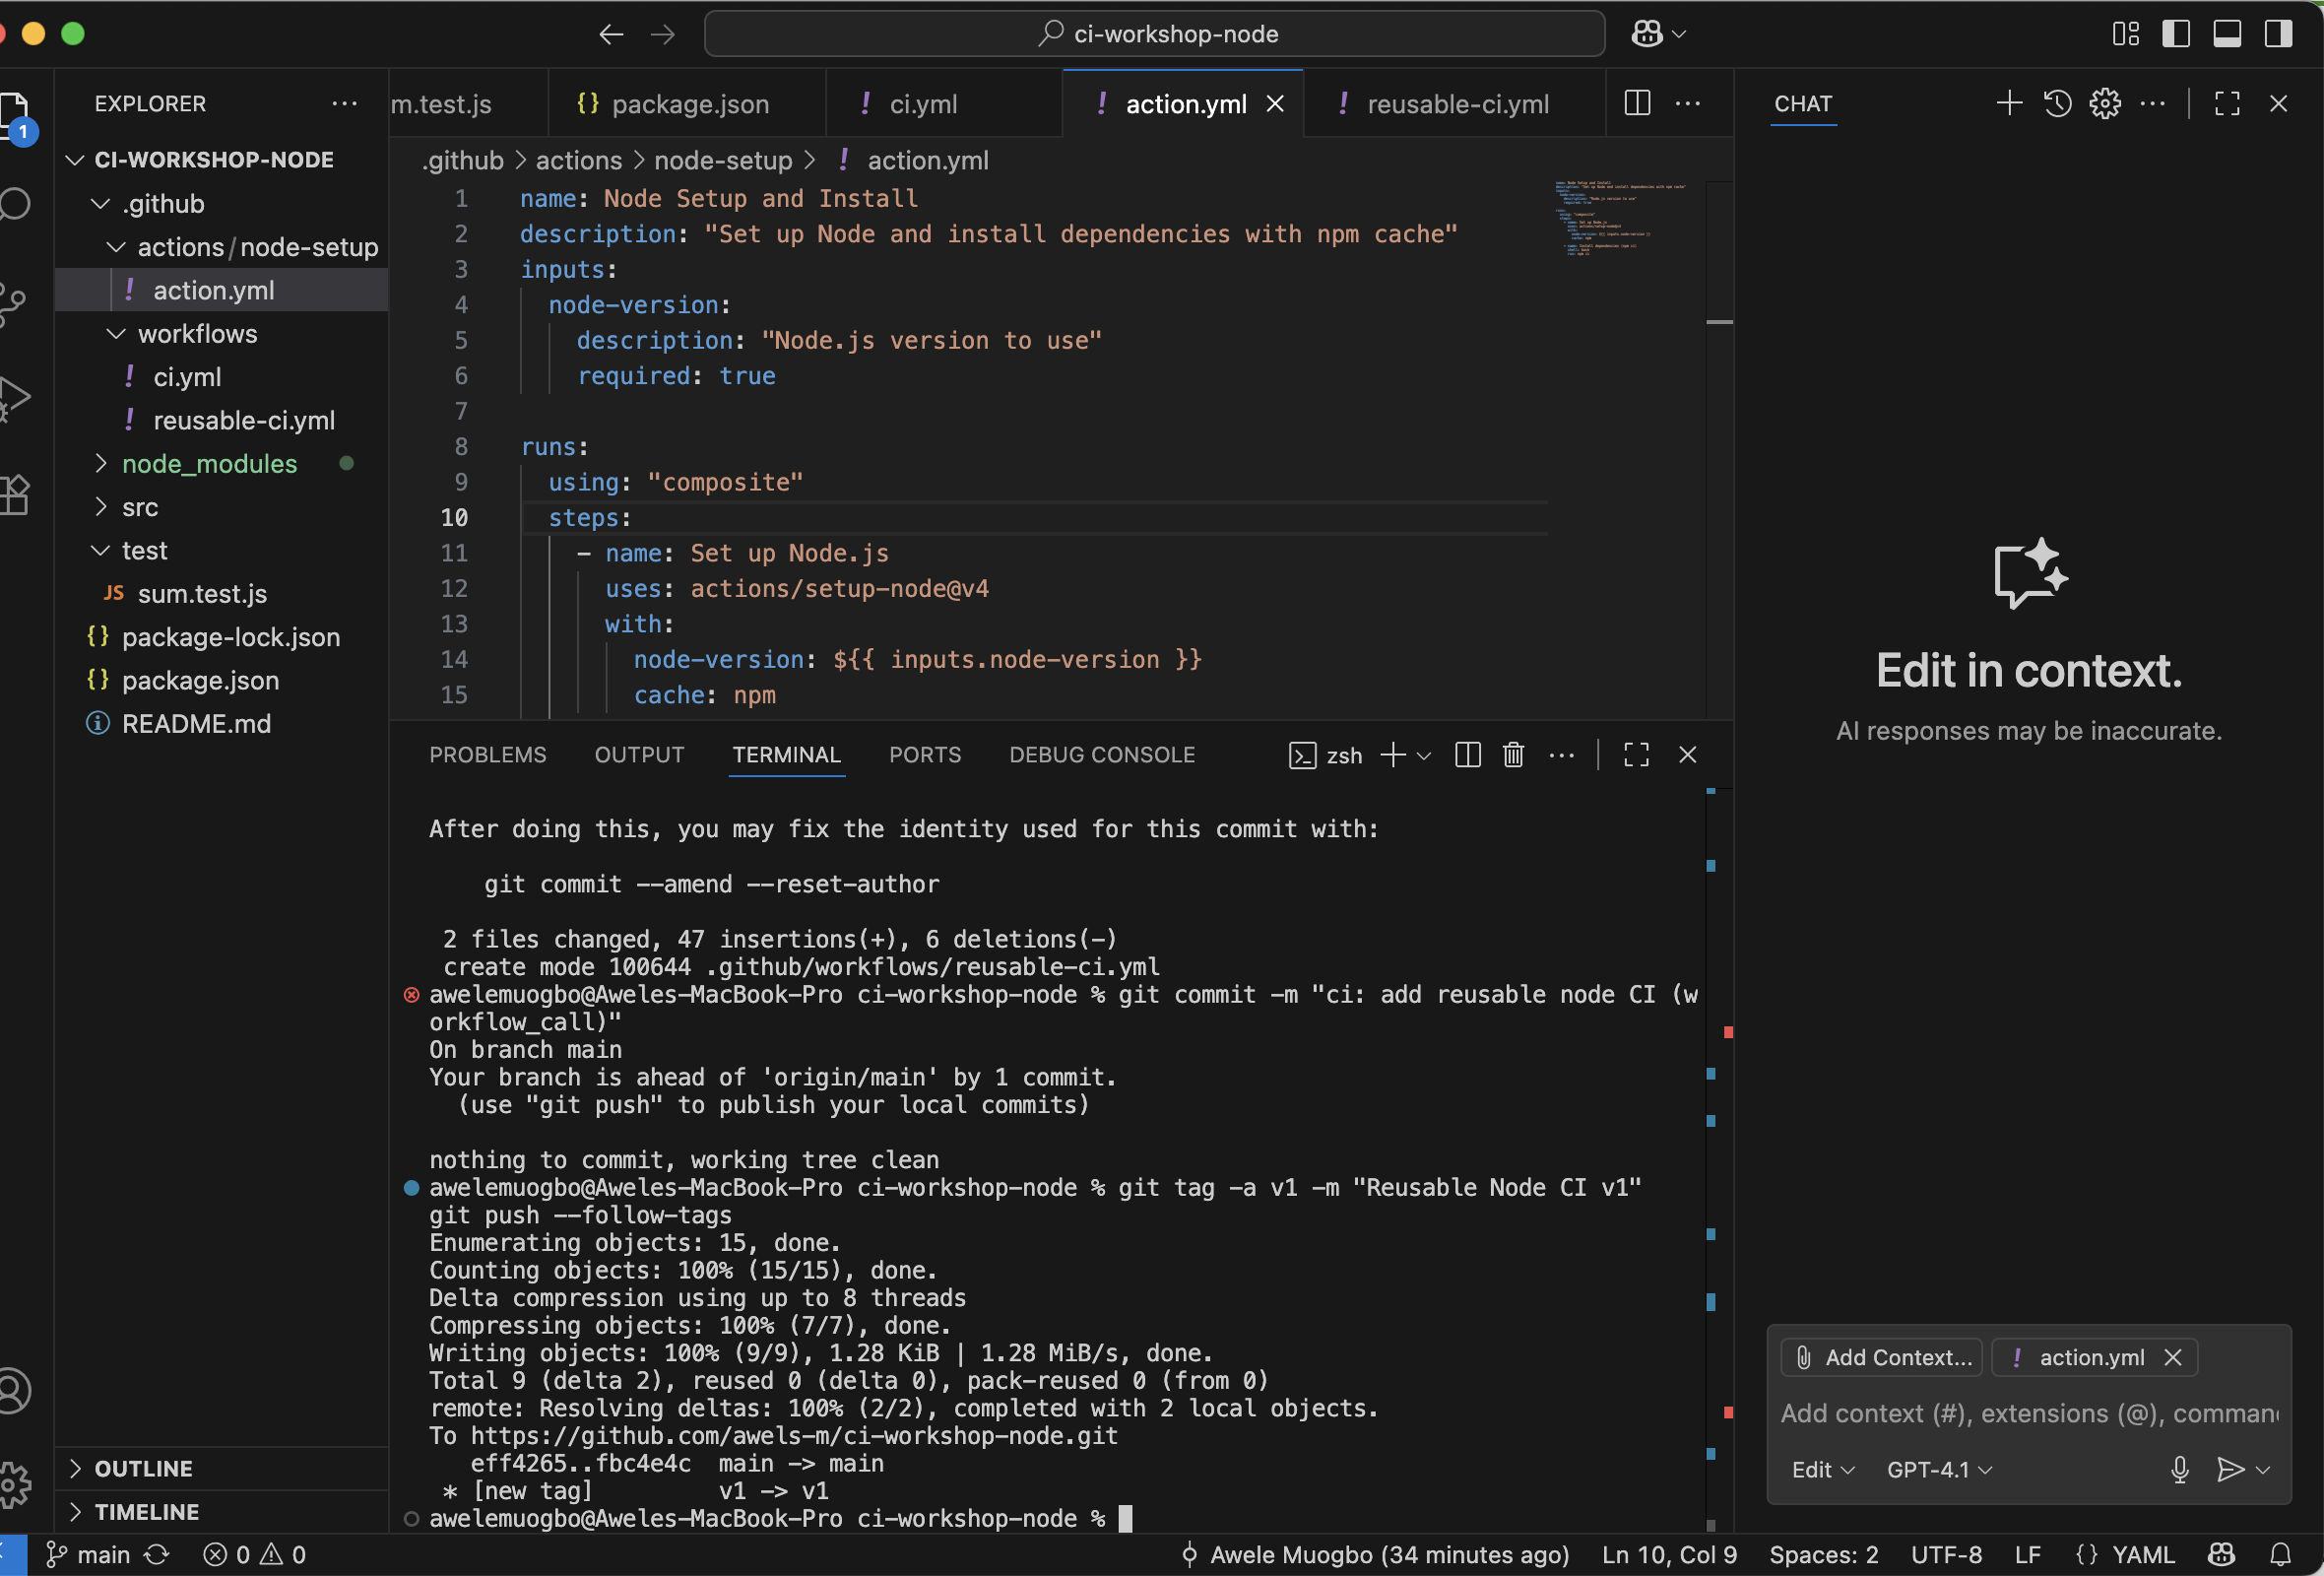 ci-workshop-node
1
EXPLORER
CI-WORKSHOP-NODE
.github
actions/node-setup
action.yml
workflows
ci.yml
reusable-ci.yml
node_modules
src
test
JS sum.test.js
{} package-lock.json
{} package.json
README.md
OUTLINE
TIMELINE
m.test.js
{} package.json
! ci.yml
! action.yml
! reusable-ci.yml
.github > actions > node-setup > ! action.yml
1 name: Node Setup and Install
2 description: "Set up Node and install dependencies with npm cache"
3 inputs:
4 node-version:
5 description: "Node.js version to use"
6 required: true
7
8 runs:
9 using: "composite"
10 steps:
11 - name: Set up Node.js
12 uses: actions/setup-node@v4
13 with:
14 node-version: ${{ inputs.node-version }}
15 cache: npm
PROBLEMS OUTPUT TERMINAL PORTS DEBUG CONSOLE
zsh
After doing this, you may fix the identity used for this commit with:
git commit --amend --reset-author
2 files changed, 47 insertions(+), 6 deletions(-)
create mode 100644 .github/workflows/reusable-ci.yml
awelemuogbo@Aweles-MacBook-Pro ci-workshop-node % git commit -m "ci: add reusable node CI (w
orkflow_call)"
On branch main
Your branch is ahead of 'origin/main' by 1 commit.
(use "git push" to publish your local commits)
nothing to commit, working tree clean
awelemuogbo@Aweles-MacBook-Pro ci-workshop-node % git tag -a v1 -m "Reusable Node CI v1"
git push --follow-tags
Enumerating objects: 15, done.
Counting objects: 100% (15/15), done.
Delta compression using up to 8 threads
Compressing objects: 100% (7/7), done.
Writing objects: 100% (9/9), 1.28 KiB | 1.28 MiB/s, done.
Total 9 (delta 2), reused 0 (delta 0), pack-reused 0 (from 0)
remote: Resolving deltas: 100% (2/2), completed with 2 local objects.
To https://github.com/awels-m/ci-workshop-node.git
eff4265..fbc4e4c main -> main
* [new tag] v1 -> v1
awelemuogbo@Aweles-MacBook-Pro ci-workshop-node %
CHAT
Edit in context.
AI responses may be inaccurate.
Add Context...
! action.yml
Add context (#), extensions (@), comman
Edit
GPT-4.1
main
0
0
Awele Muogbo (34 minutes ago)
Ln 10, Col 9
Spaces: 2
UTF-8
LF
{} YAML